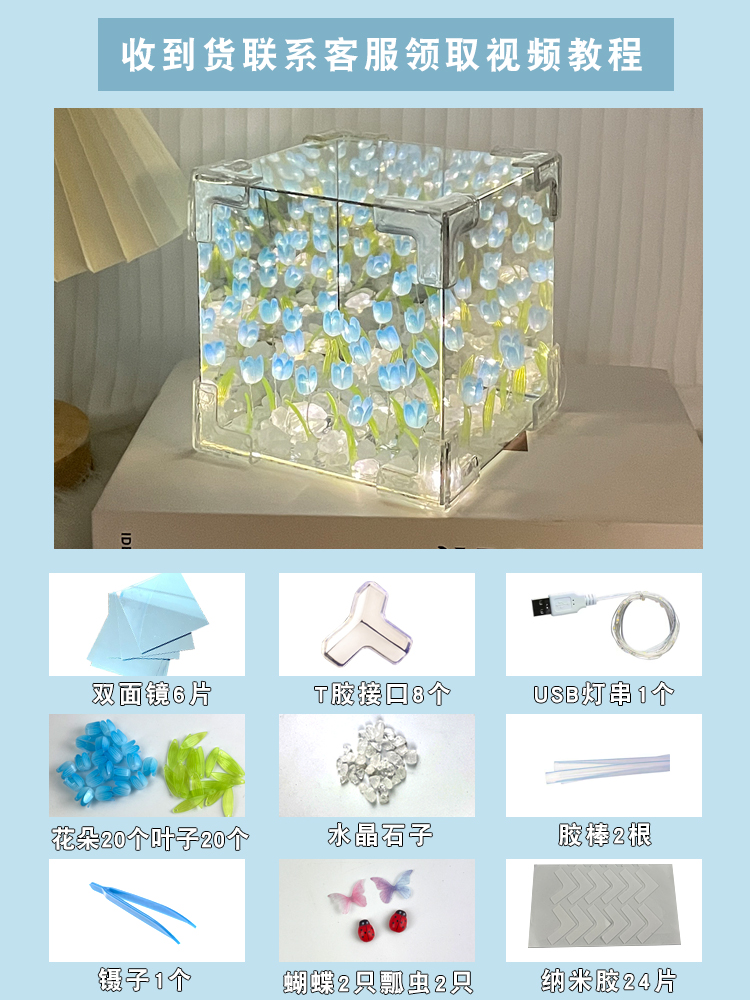 收到货联系客服领取视频教程
双面镜6片
T胶接口8个
USB灯串1个
花朵20个叶子20个
水晶石子
胶棒2根
镊子1个
蝴蝶2只瓢虫2只
纳米胶24片